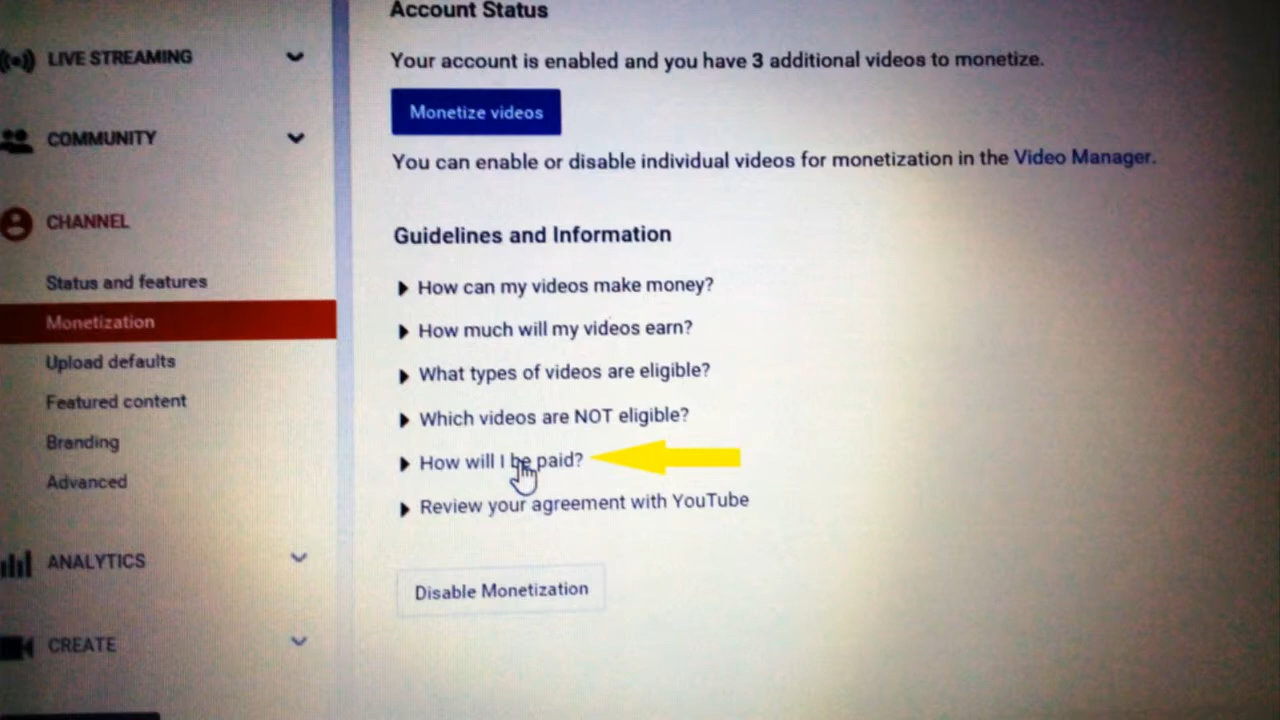 LIVE STREAMING
COMMUNITY
CHANNEL
Status and features
Monetization
Upload defaults
Featured content
Branding
Advanced
ANALYTICS
CREATE
Account Status
Your account is enabled and you have 3 additional videos to monetize.
Monetize videos
You can enable or disable individual videos for monetization in the Video Manager.
Guidelines and Information
How can my videos make money?
How much will my videos earn?
What types of videos are eligible?
Which videos are NOT eligible?
How will I be paid?
Review your agreement with YouTube
Disable Monetization